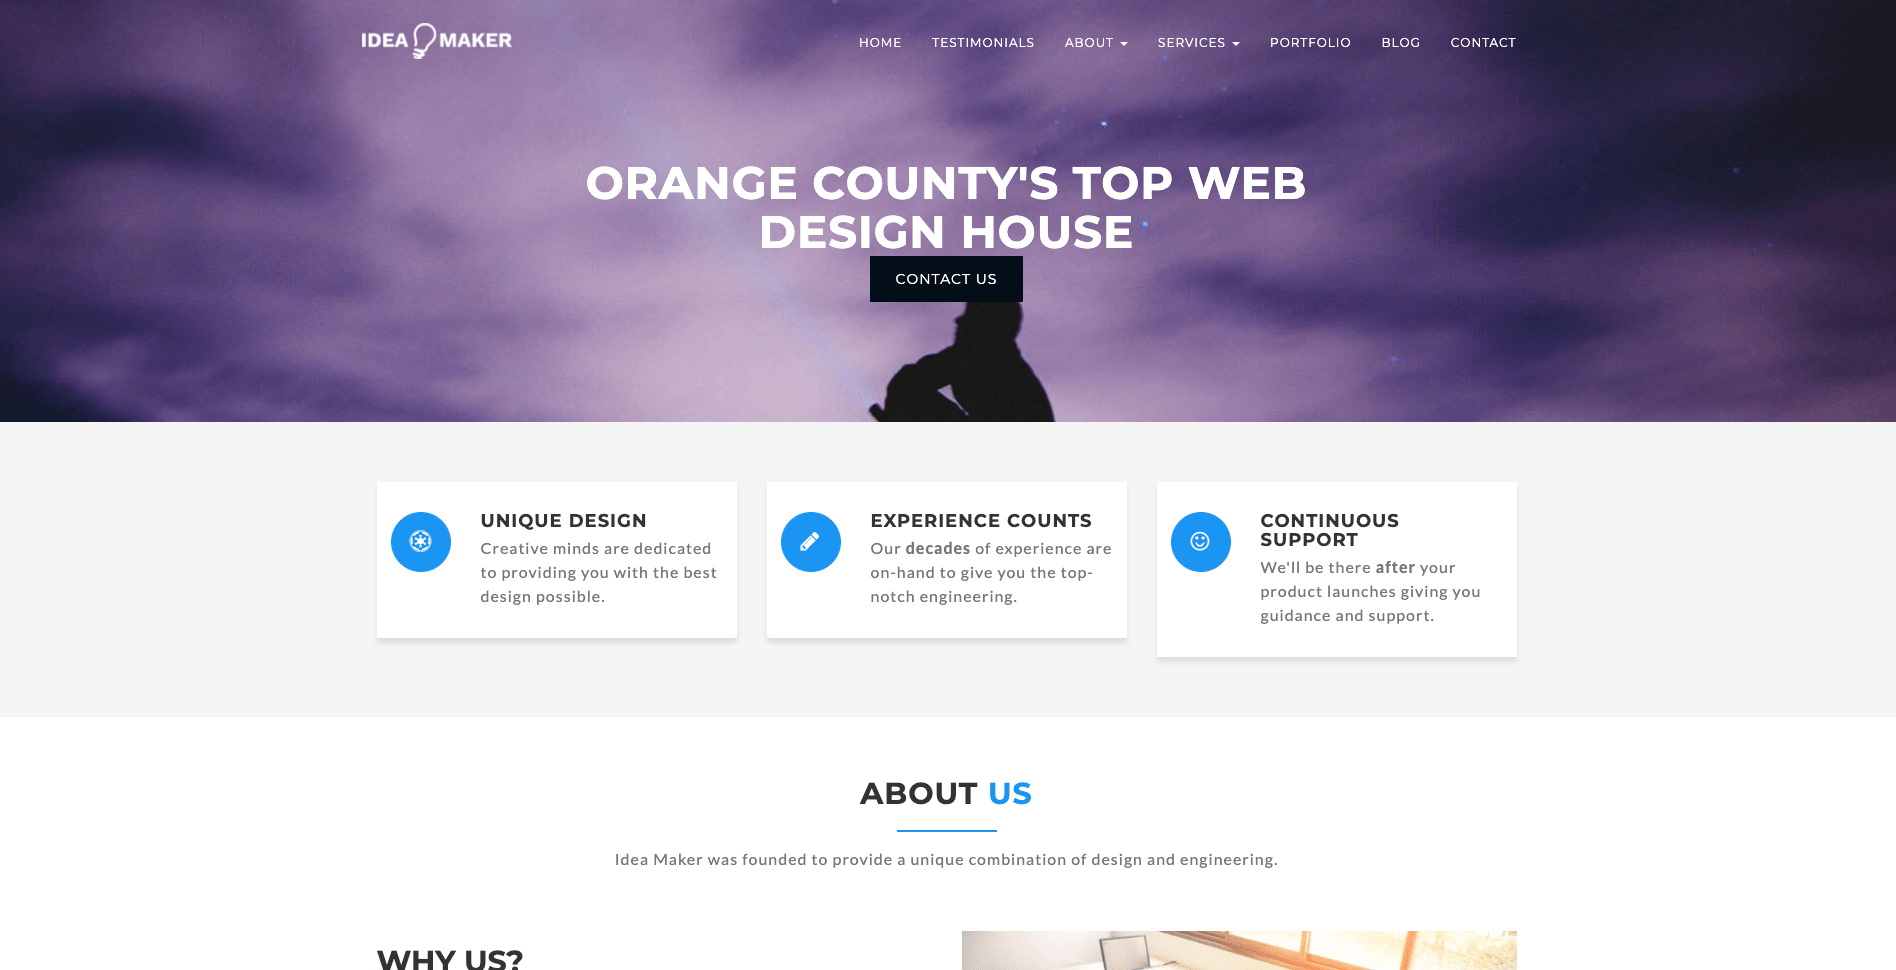 IDEA MAKER
HOME TESTIMONIALS ABOUT SERVICES PORTFOLIO BLOG CONTACT
ORANGE COUNTY'S TOP WEB
DESIGN HOUSE
CONTACT US
UNIQUE DESIGN
Creative minds are dedicated
to providing you with the best
design possible.
EXPERIENCE COUNTS
Our decades of experience are
on-hand to give you the top-
notch engineering.
CONTINUOUS
SUPPORT
We'll be there after your
product launches giving you
guidance and support.
ABOUT US
Idea Maker was founded to provide a unique combination of design and engineering.
WHY US?